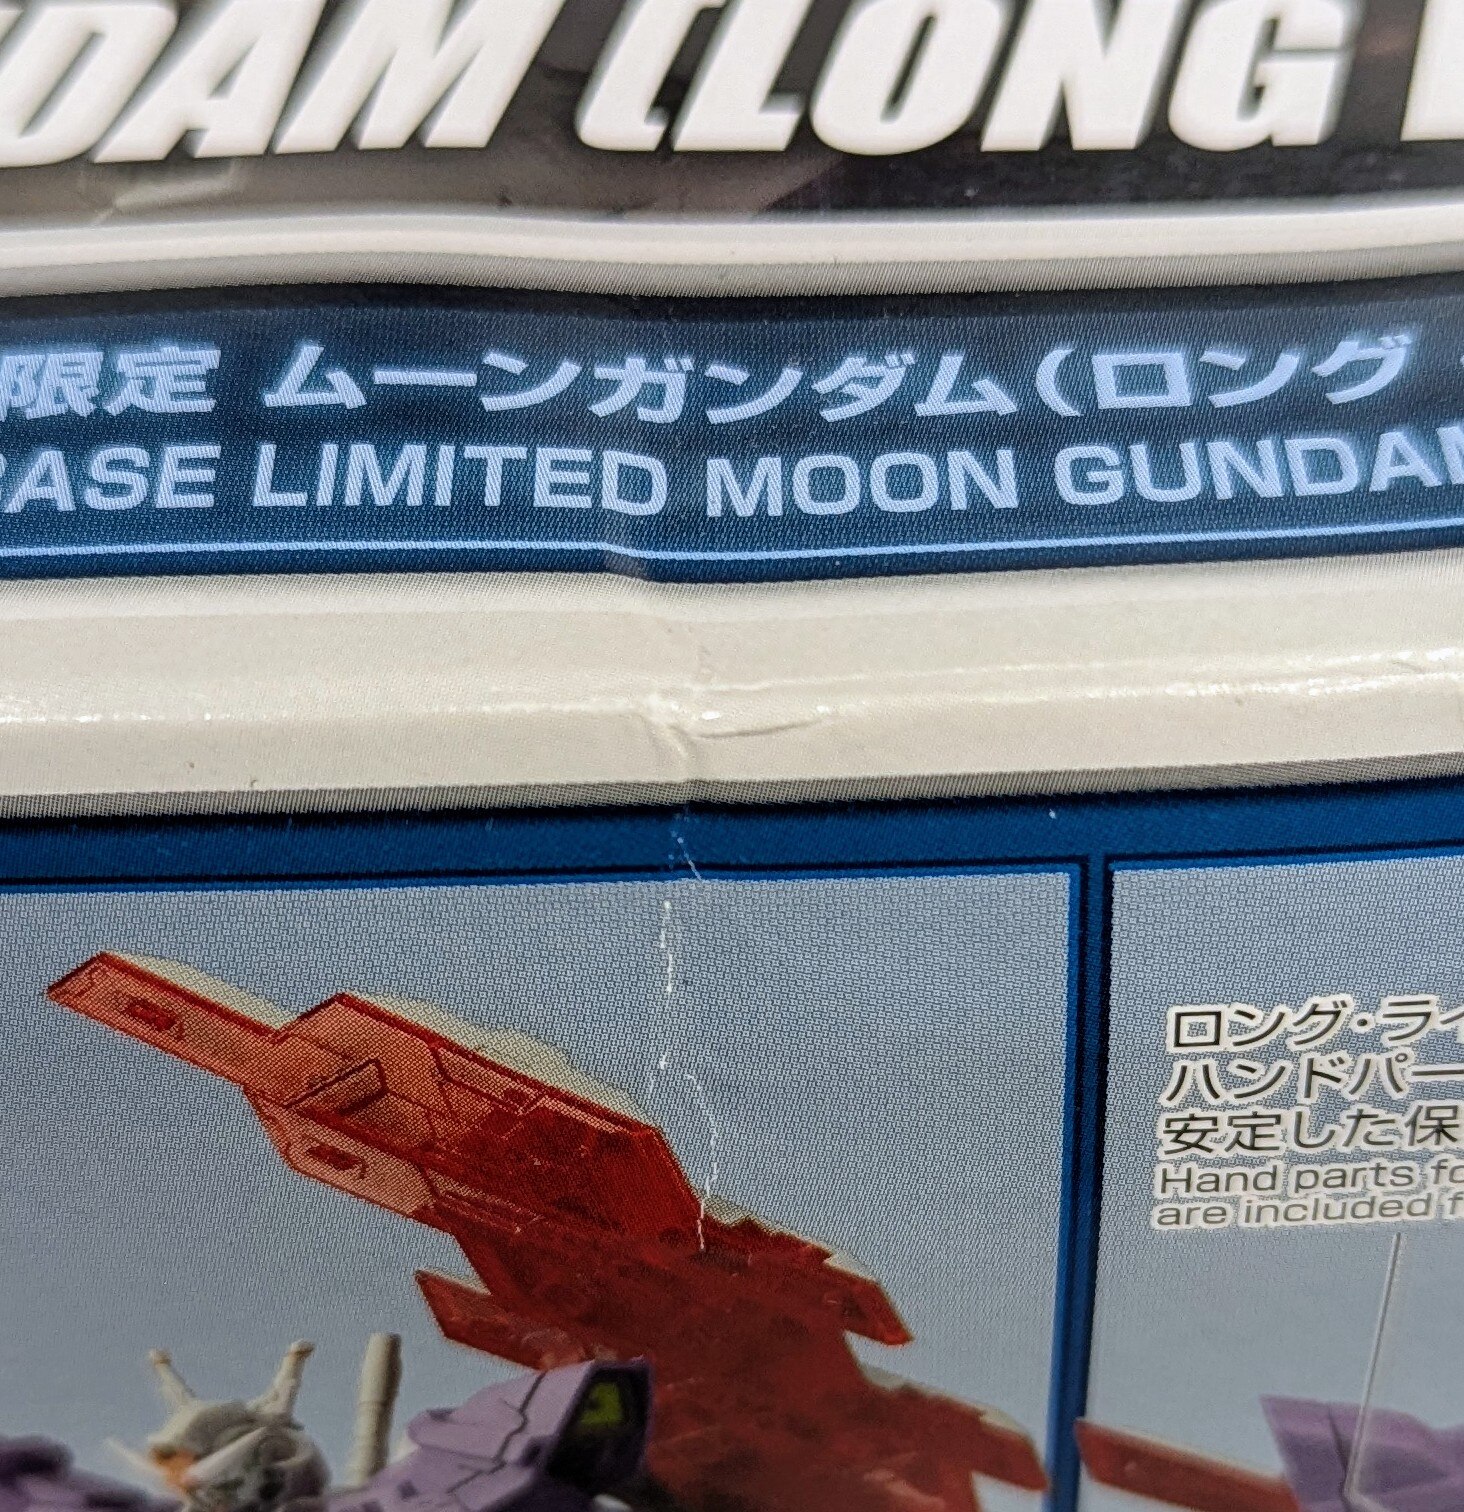 DAM [LONG
限定 ムーンガンダム(ロング
BASE LIMITED MOON GUNDAM
ロング・ライ
ハンドパー
安定した保
Hand parts fo
are included f